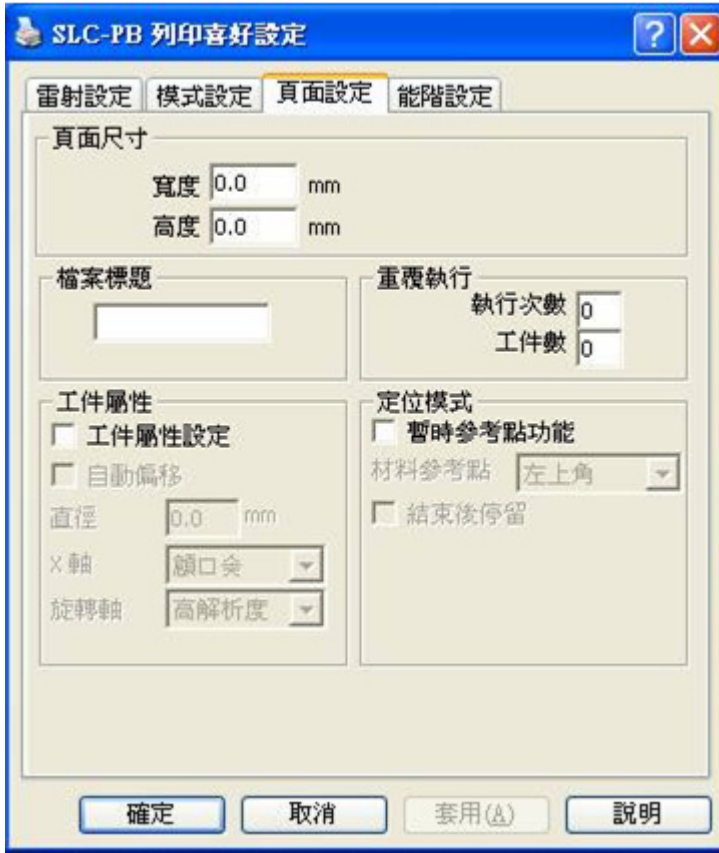 SLC-PB 列印喜好設定
雷射設定 模式設定 頁面設定 能階設定
頁面尺寸
寬度 0.0 mm
高度 0.0 mm
檔案標題
重覆執行
執行次數 0
工件數 0
工件屬性
工件屬性設定
自動偏移
直徑 0.0 mm
X 軸
旋轉軸 高解析度
定位模式
暫時參考點功能
材料參考點 左上角
結束後停留
確定 取消 套用(A) 說明